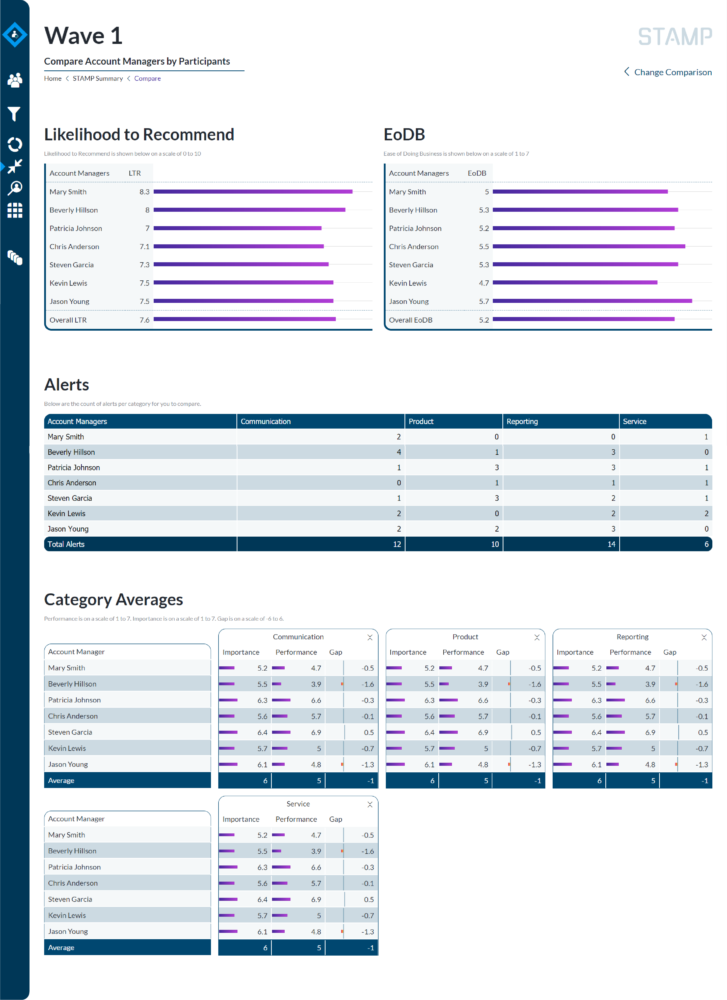 Wave 1
STAMP
Compare Account Managers by Participants
Home < STAMP Summary < Compare
< Change Comparison
Likelihood to Recommend
Likelihood to Recommend is shown below on a scale of 0 to 10
Account Managers LTR
Mary Smith 8.3
Beverly Hillson 8
Patricia Johnson 7
Chris Anderson 7.1
Steven Garcia 7.3
Kevin Lewis 7.5
Jason Young 7.5
Overall LTR 7.6
EoDB
Ease of Doing Business is shown below on a scale of 1 to 7
Account Managers EoDB
Mary Smith 5
Beverly Hillson 5.3
Patricia Johnson 5.2
Chris Anderson 5.5
Steven Garcia 5.3
Kevin Lewis 4.7
Jason Young 5.7
Overall EoDB 5.2
Alerts
Below are the count of alerts per category for you to compare.
Account Managers Communication Product Reporting Service
Mary Smith 2 0 0 1
Beverly Hillson 4 1 3 0
Patricia Johnson 1 3 3 1
Chris Anderson 0 1 1 1
Steven Garcia 1 3 2 1
Kevin Lewis 2 0 2 2
Jason Young 2 2 3 0
Total Alerts 12 10 14 6
Category Averages
Performance is on a scale of 1 to 7. Importance is on a scale of 1 to 7. Gap is on a scale of -6 to 6.
Communication Product Reporting
Account Manager Importance Performance Gap Importance Performance Gap Importance Performance Gap
Mary Smith 5.2 4.7 -0.5 5.2 4.7 -0.5 5.2 4.7 -0.5
Beverly Hillson 5.5 3.9 -1.6 5.5 3.9 -1.6 5.5 3.9 -1.6
Patricia Johnson 6.3 6.6 -0.3 6.3 6.6 -0.3 6.3 6.6 -0.3
Chris Anderson 5.6 5.7 -0.1 5.6 5.7 -0.1 5.6 5.7 -0.1
Steven Garcia 6.4 6.9 0.5 6.4 6.9 0.5 6.4 6.9 0.5
Kevin Lewis 5.7 5 -0.7 5.7 5 -0.7 5.7 5 -0.7
Jason Young 6.1 4.8 -1.3 6.1 4.8 -1.3 6.1 4.8 -1.3
Average 6 5 -1 6 5 -1 6 5 -1
Service
Account Manager Importance Performance Gap
Mary Smith 5.2 4.7 -0.5
Beverly Hillson 5.5 3.9 -1.6
Patricia Johnson 6.3 6.6 -0.3
Chris Anderson 5.6 5.7 -0.1
Steven Garcia 6.4 6.9 0.5
Kevin Lewis 5.7 5 -0.7
Jason Young 6.1 4.8 -1.3
Average 6 5 -1